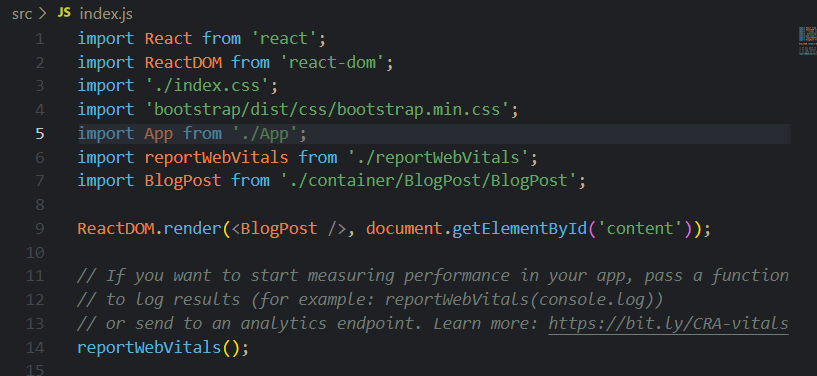 src > JS index.js
1 import React from 'react';
2 import ReactDOM from 'react-dom';
3 import './index.css';
4 import 'bootstrap/dist/css/bootstrap.min.css';
5 import App from './App';
6 import reportWebVitals from './reportWebVitals';
7 import BlogPost from './container/BlogPost/BlogPost';
8
9 ReactDOM.render(<BlogPost />, document.getElementById('content'));
10
11 // If you want to start measuring performance in your app, pass a function
12 // to log results (for example: reportWebVitals(console.log))
13 // or send to an analytics endpoint. Learn more: https://bit.ly/CRA-vitals
14 reportWebVitals();
15